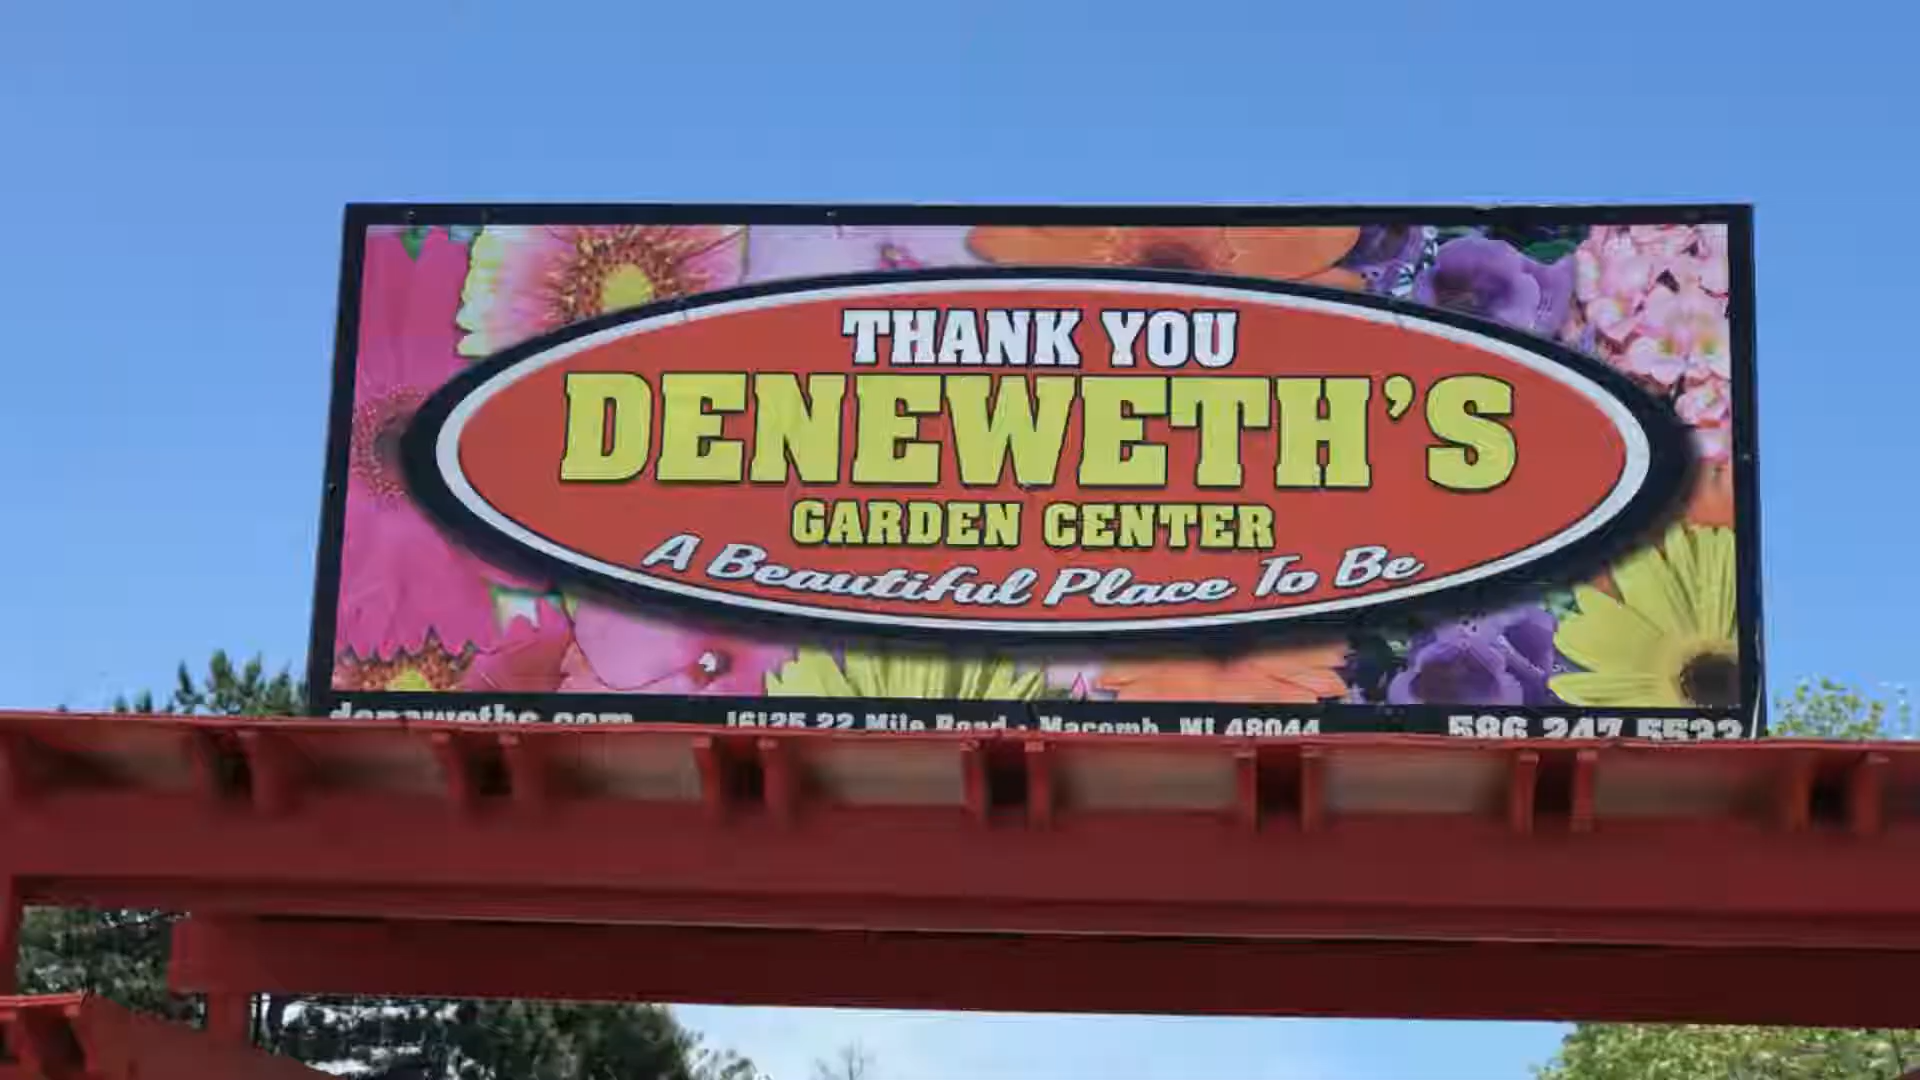 THANK YOU
DENEWETH'S
GARDEN CENTER
A Beautiful Place To Be
deneweths.com 16125 22 Mile Road - Macomb, MI 48044 586.247.5533